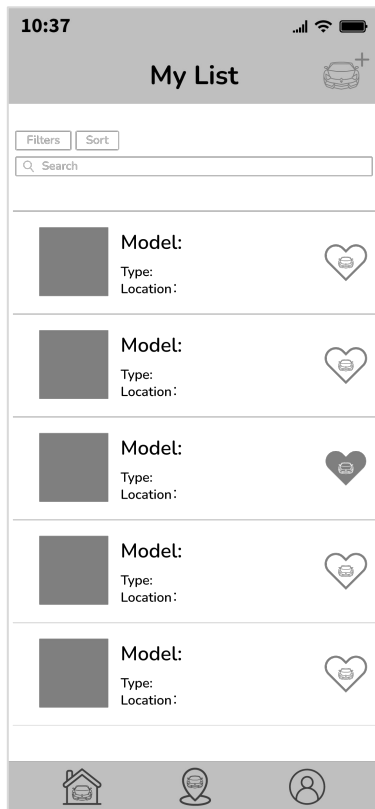 10:37
My List
Filters Sort
Search
Model:
Type:
Location:
Model:
Type:
Location:
Model:
Type:
Location:
Model:
Type:
Location:
Model:
Type:
Location: